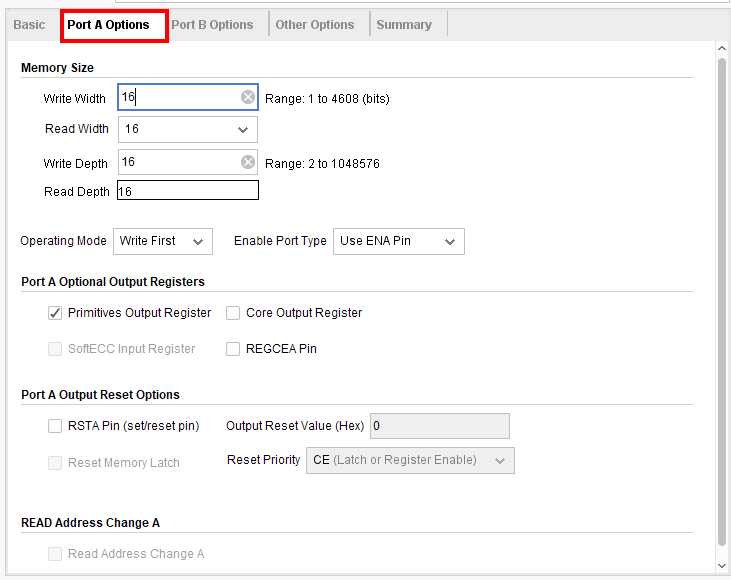 Basic Port A Options Port B Options Other Options Summary
Memory Size
Write Width 16 Range: 1 to 4608 (bits)
Read Width 16
Write Depth 16 Range: 2 to 1048576
Read Depth 16
Operating Mode Write First Enable Port Type Use ENA Pin
Port A Optional Output Registers
Primitives Output Register Core Output Register
SoftECC Input Register REGCEA Pin
Port A Output Reset Options
RSTA Pin (set/reset pin) Output Reset Value (Hex) 0
Reset Memory Latch Reset Priority CE (Latch or Register Enable)
READ Address Change A
Read Address Change A